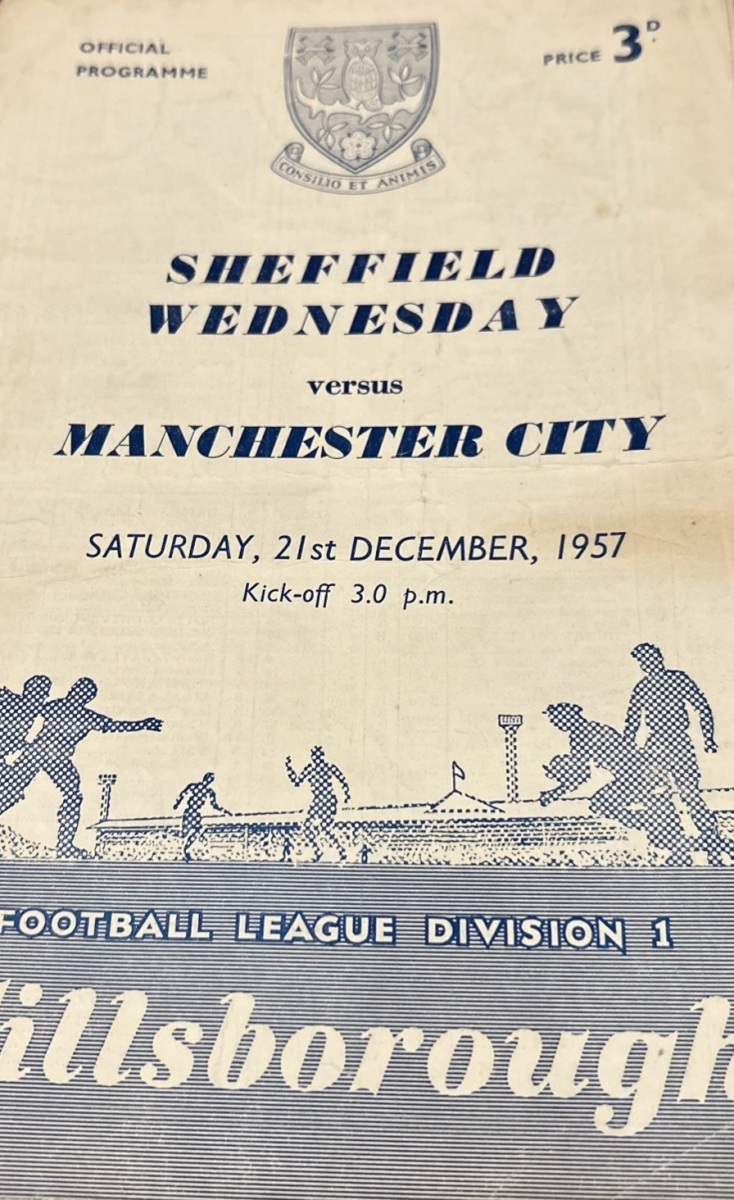 OFFICIAL
PROGRAMME
PRICE 3D.
CONSILIO ET ANIMIS
SHEFFIELD
WEDNESDAY
versus
MANCHESTER CITY
SATURDAY, 21st DECEMBER, 1957
Kick-off 3.0 p.m.
FOOTBALL LEAGUE DIVISION 1
Hillsborough